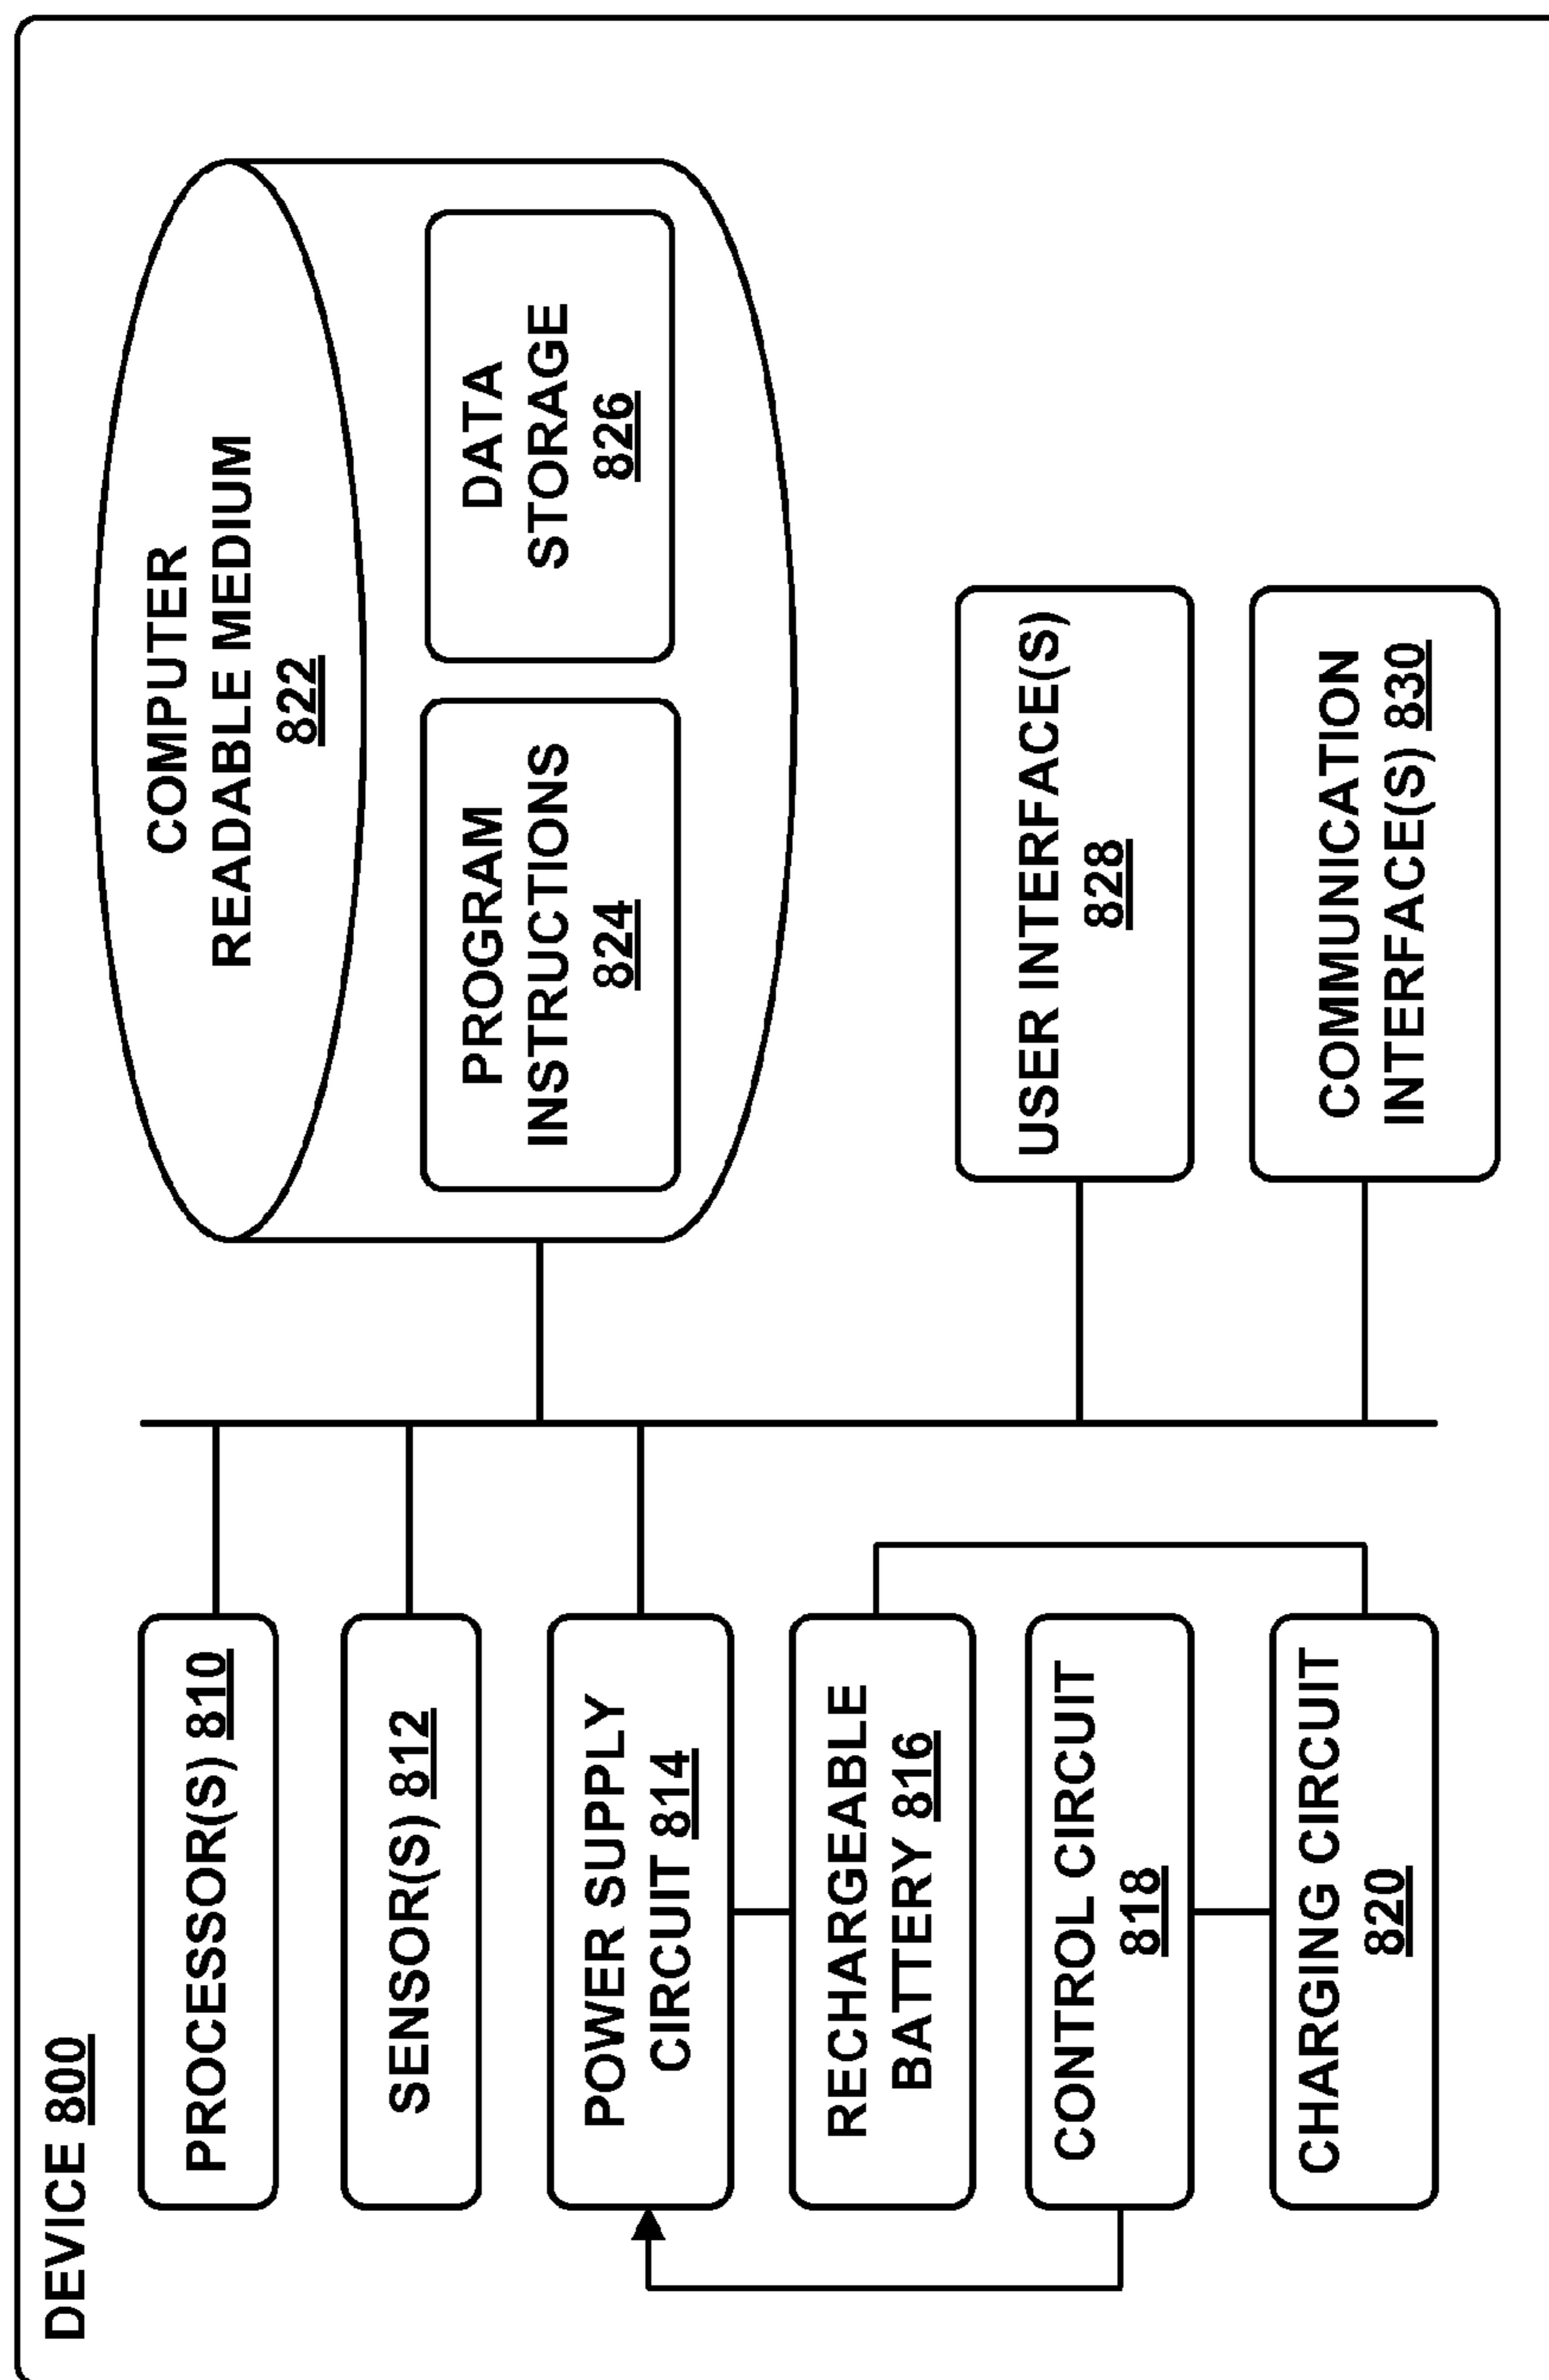 DEVICE 800
PROCESSOR(S) 810
SENSOR(S) 812
POWER SUPPLY
CIRCUIT 814
RECHARGEABLE
BATTERY 816
CONTROL CIRCUIT
818
CHARGING CIRCUIT
820
COMPUTER
READABLE MEDIUM
822
PROGRAM
INSTRUCTIONS
824
DATA
STORAGE
826
USER INTERFACE(S)
828
COMMUNICATION
INTERFACE(S) 830